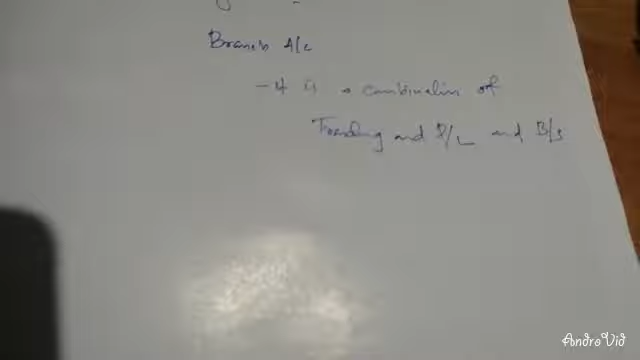 Branch A/c
- It is a combination of
Trading and P/L and B/S
AndroVid